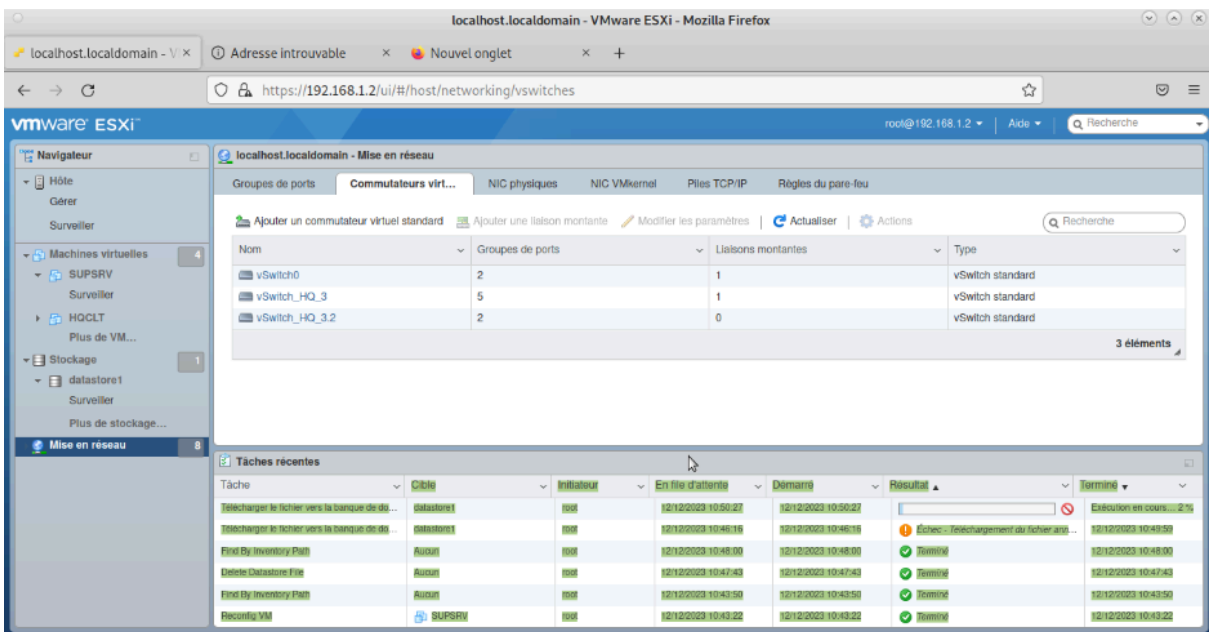 localhost.localdomain - VMware ESXi - Mozilla Firefox
localhost.localdomain - V
Adresse introuvable
Nouvel onglet
https://192.168.1.2/ui/#/host/networking/vswitches
vmware ESXi
root@192.168.1.2
Aide
Recherche
Navigateur
Hôte
Gérer
Surveiller
Machines virtuelles 4
SUPSRV
Surveiller
HQCLT
Plus de VM...
Stockage 1
datastore1
Surveiller
Plus de stockage...
Mise en réseau 8
localhost.localdomain - Mise en réseau
Groupes de ports Commutateurs virt... NIC physiques NIC VMkernel Piles TCP/IP Règles du pare-feu
Ajouter un commutateur virtuel standard Ajouter une liaison montante Modifier les paramètres Actualiser Actions Recherche
Nom Groupes de ports Liaisons montantes Type
vSwitch0 2 1 vSwitch standard
vSwitch_HQ_3 5 1 vSwitch standard
vSwitch_HQ_3.2 2 0 vSwitch standard
3 éléments
Tâches récentes
Tâche Cible Initiateur En file d'attente Démarré Résultat Terminé
Télécharger le fichier vers la banque de do... datastore1 root 12/12/2023 10:50:27 12/12/2023 10:50:27 Exécution en cours... 2 %
Télécharger le fichier vers la banque de do... datastore1 root 12/12/2023 10:46:16 12/12/2023 10:46:16 Échec - Téléchargement du fichier ann... 12/12/2023 10:49:59
Find By Inventory Path Aucun root 12/12/2023 10:48:00 12/12/2023 10:48:00 Terminé 12/12/2023 10:48:00
Delete Datastore File Aucun root 12/12/2023 10:47:43 12/12/2023 10:47:43 Terminé 12/12/2023 10:47:43
Find By Inventory Path Aucun root 12/12/2023 10:43:50 12/12/2023 10:43:50 Terminé 12/12/2023 10:43:50
Reconfig VM SUPSRV root 12/12/2023 10:43:22 12/12/2023 10:43:22 Terminé 12/12/2023 10:43:22